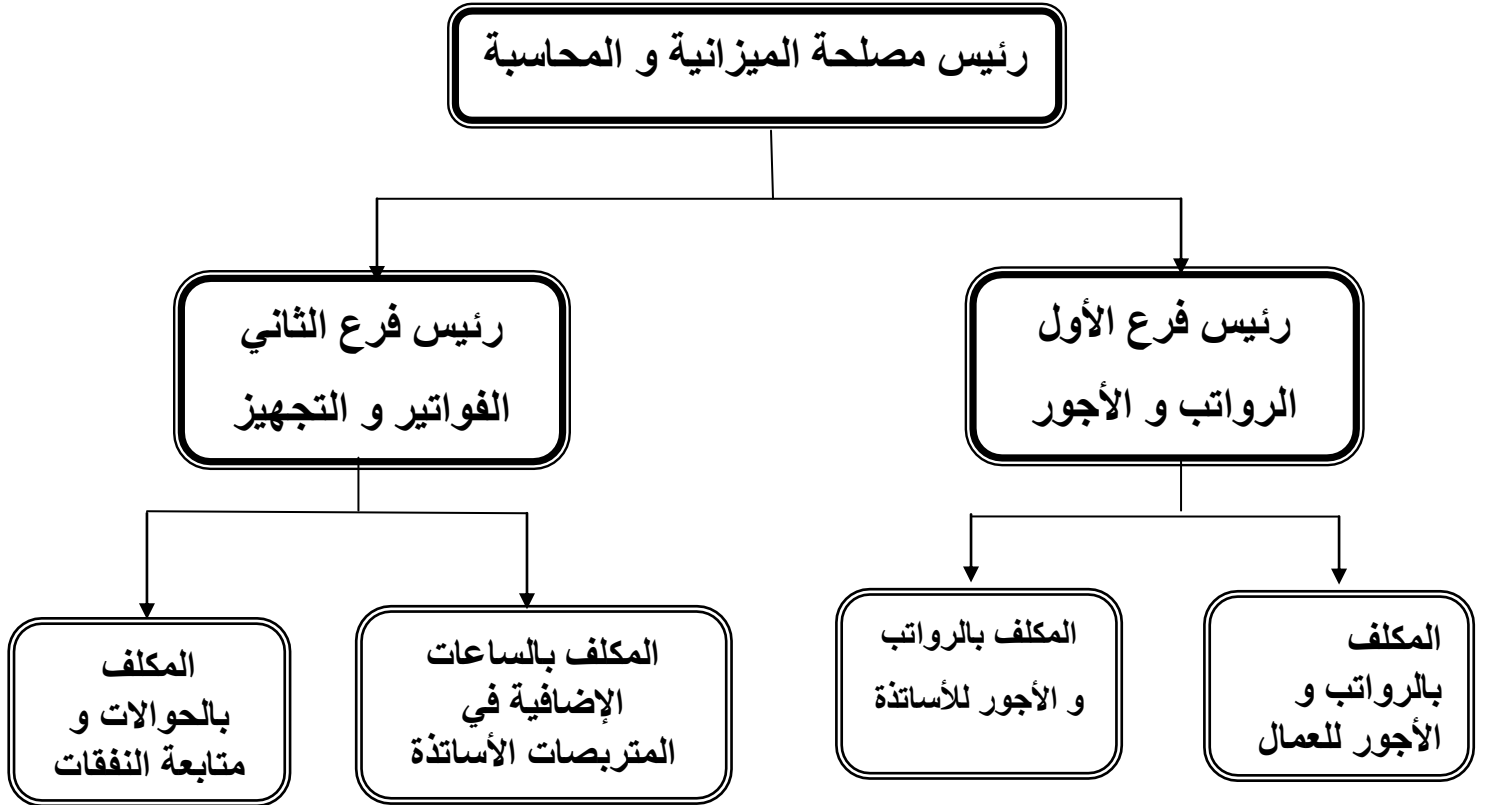 رئيس مصلحة الميزانية و المحاسبة
رئيس فرع الأول
الرواتب و الأجور
رئيس فرع الثاني
الفواتير و التجهيز
المكلف
بالرواتب و
الأجور للعمال
المكلف بالرواتب
و الأجور للأساتذة
المكلف بالساعات
الإضافية في
المتربصات الأساتذة
المكلف
بالحوالات و
متابعة النفقات